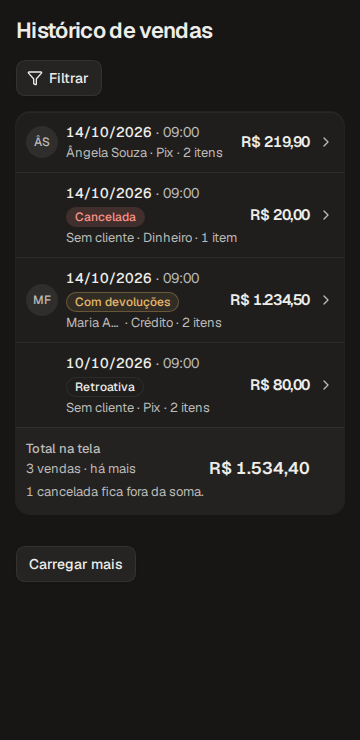 Histórico de vendas
Filtrar
ÂS
14/10/2026 · 09:00
Ângela Souza · Pix · 2 itens
R$ 219,90
14/10/2026 · 09:00
Cancelada
Sem cliente · Dinheiro · 1 item
R$ 20,00
MF
14/10/2026 · 09:00
Com devoluções
Maria A… · Crédito · 2 itens
R$ 1.234,50
10/10/2026 · 09:00
Retroativa
Sem cliente · Pix · 2 itens
R$ 80,00
Total na tela
3 vendas · há mais
R$ 1.534,40
1 cancelada fica fora da soma.
Carregar mais